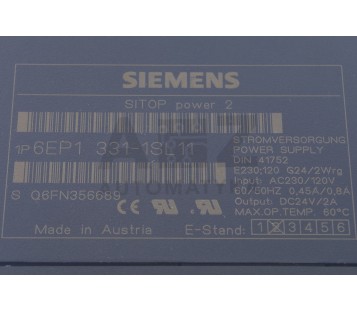 SIEMENS
SITOP power 2
1P 6EP1 331-1SL11
STROMVERSORGUNG
POWER SUPPLY
DIN 41752
E230;120 G24/2Wrg
Input: AC230/120V
50/60HZ 0,45A/0,8A
Output: DC24V/2A
MAX.OP.TEMP. 60°C
S Q6FN356669
Made in Austria
E-Stand: 1 2 3 4 5 6